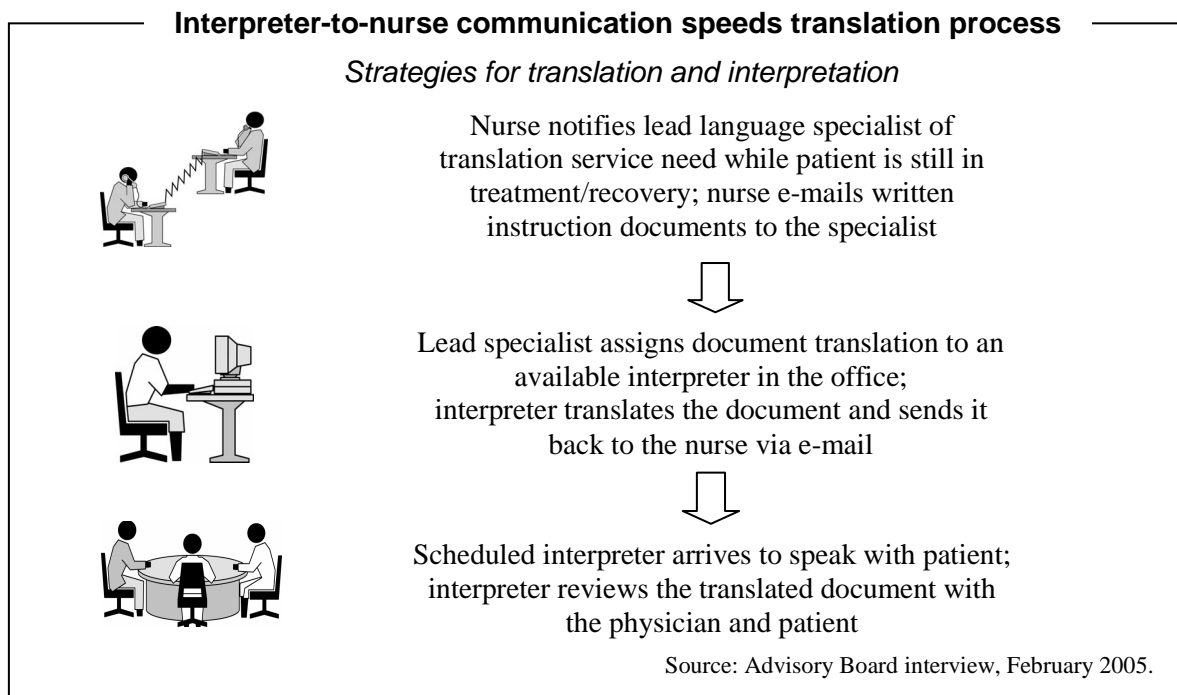 Interpreter-to-nurse communication speeds translation process
Strategies for translation and interpretation
Nurse notifies lead language specialist of
translation service need while patient is still in
treatment/recovery; nurse e-mails written
instruction documents to the specialist
Lead specialist assigns document translation to an
available interpreter in the office;
interpreter translates the document and sends it
back to the nurse via e-mail
Scheduled interpreter arrives to speak with patient;
interpreter reviews the translated document with
the physician and patient
Source: Advisory Board interview, February 2005.